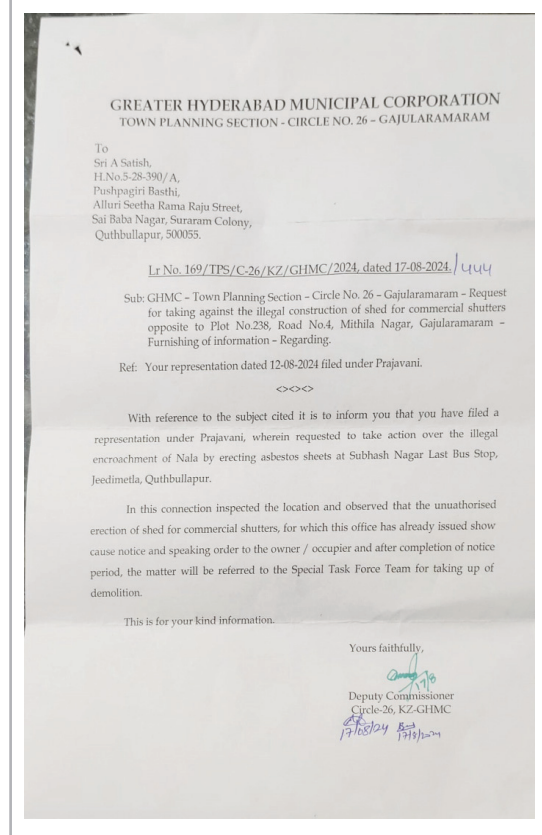 GREATER HYDERABAD MUNICIPAL CORPORATION
TOWN PLANNING SECTION - CIRCLE NO. 26 – GAJULARAMARAM
To
Sri A Satish,
H.No.5-28-390/A,
Pushpagiri Basthi,
Alluri Seetha Rama Raju Street,
Sai Baba Nagar, Suraram Colony,
Quthbullapur, 500055.
Lr No. 169/TPS/C-26/KZ/GHMC/2024, dated 17-08-2024./444
Sub: GHMC – Town Planning Section – Circle No. 26 – Gajularamaram – Request
for taking against the illegal construction of shed for commercial shutters
opposite to Plot No.238, Road No.4, Mithila Nagar, Gajularamaram –
Furnishing of information – Regarding.
Ref: Your representation dated 12-08-2024 filed under Prajavani.
<><><>
With reference to the subject cited it is to inform you that you have filed a
representation under Prajavani, wherein requested to take action over the illegal
encroachment of Nala by erecting asbestos sheets at Subhash Nagar Last Bus Stop,
Jeedimetla, Quthbullapur.
In this connection inspected the location and observed that the unuathorised
erection of shed for commercial shutters, for which this office has already issued show
cause notice and speaking order to the owner / occupier and after completion of notice
period, the matter will be referred to the Special Task Force Team for taking up of
demolition.
This is for your kind information.
Yours faithfully,
17/8
Deputy Commissioner
Circle-26, KZ-GHMC
17/08/24 17/8/2024